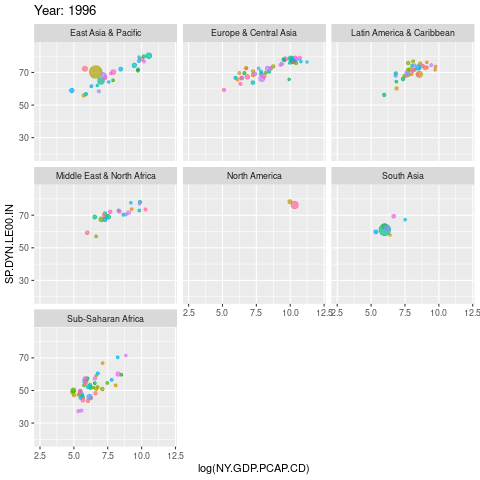 Year: 1996
East Asia & Pacific
Europe & Central Asia
Latin America & Caribbean
70
50
30
Middle East & North Africa
North America
South Asia
SP.DYN.LE00.IN
70
50
30
2.5 5.0 7.5 10.0 12.5
2.5 5.0 7.5 10.0 12.5
Sub-Saharan Africa
70
50
30
2.5 5.0 7.5 10.0 12.5
log(NY.GDP.PCAP.CD)